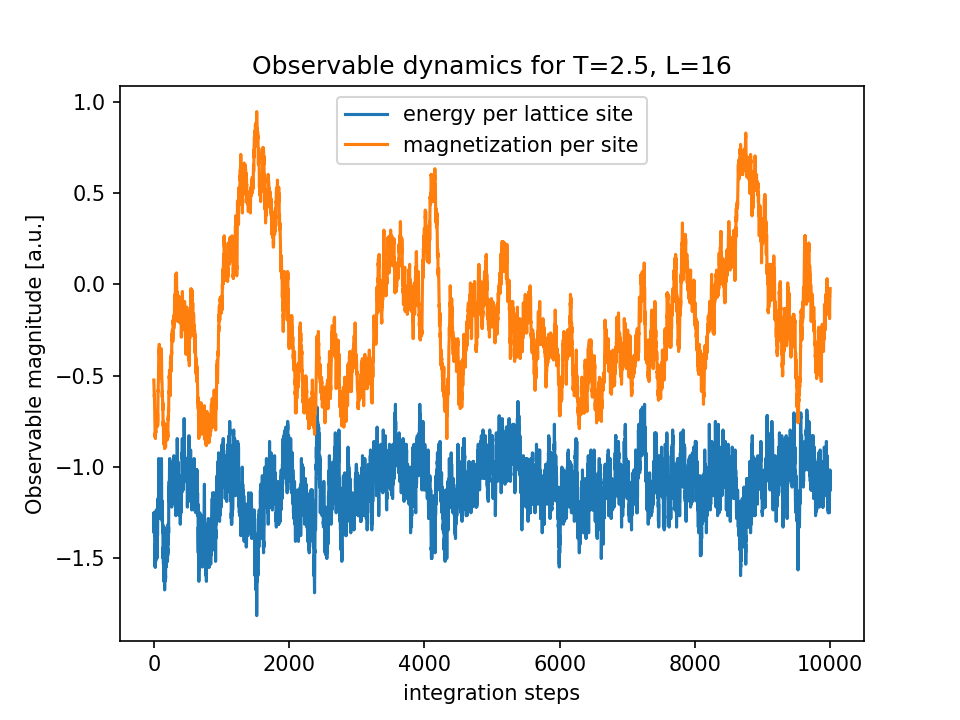 Observable dynamics for T=2.5, L=16
energy per lattice site
magnetization per site
Observable magnitude [a.u.]
1.0
0.5
0.0
−0.5
−1.0
−1.5
0
2000
4000
6000
8000
10000
integration steps